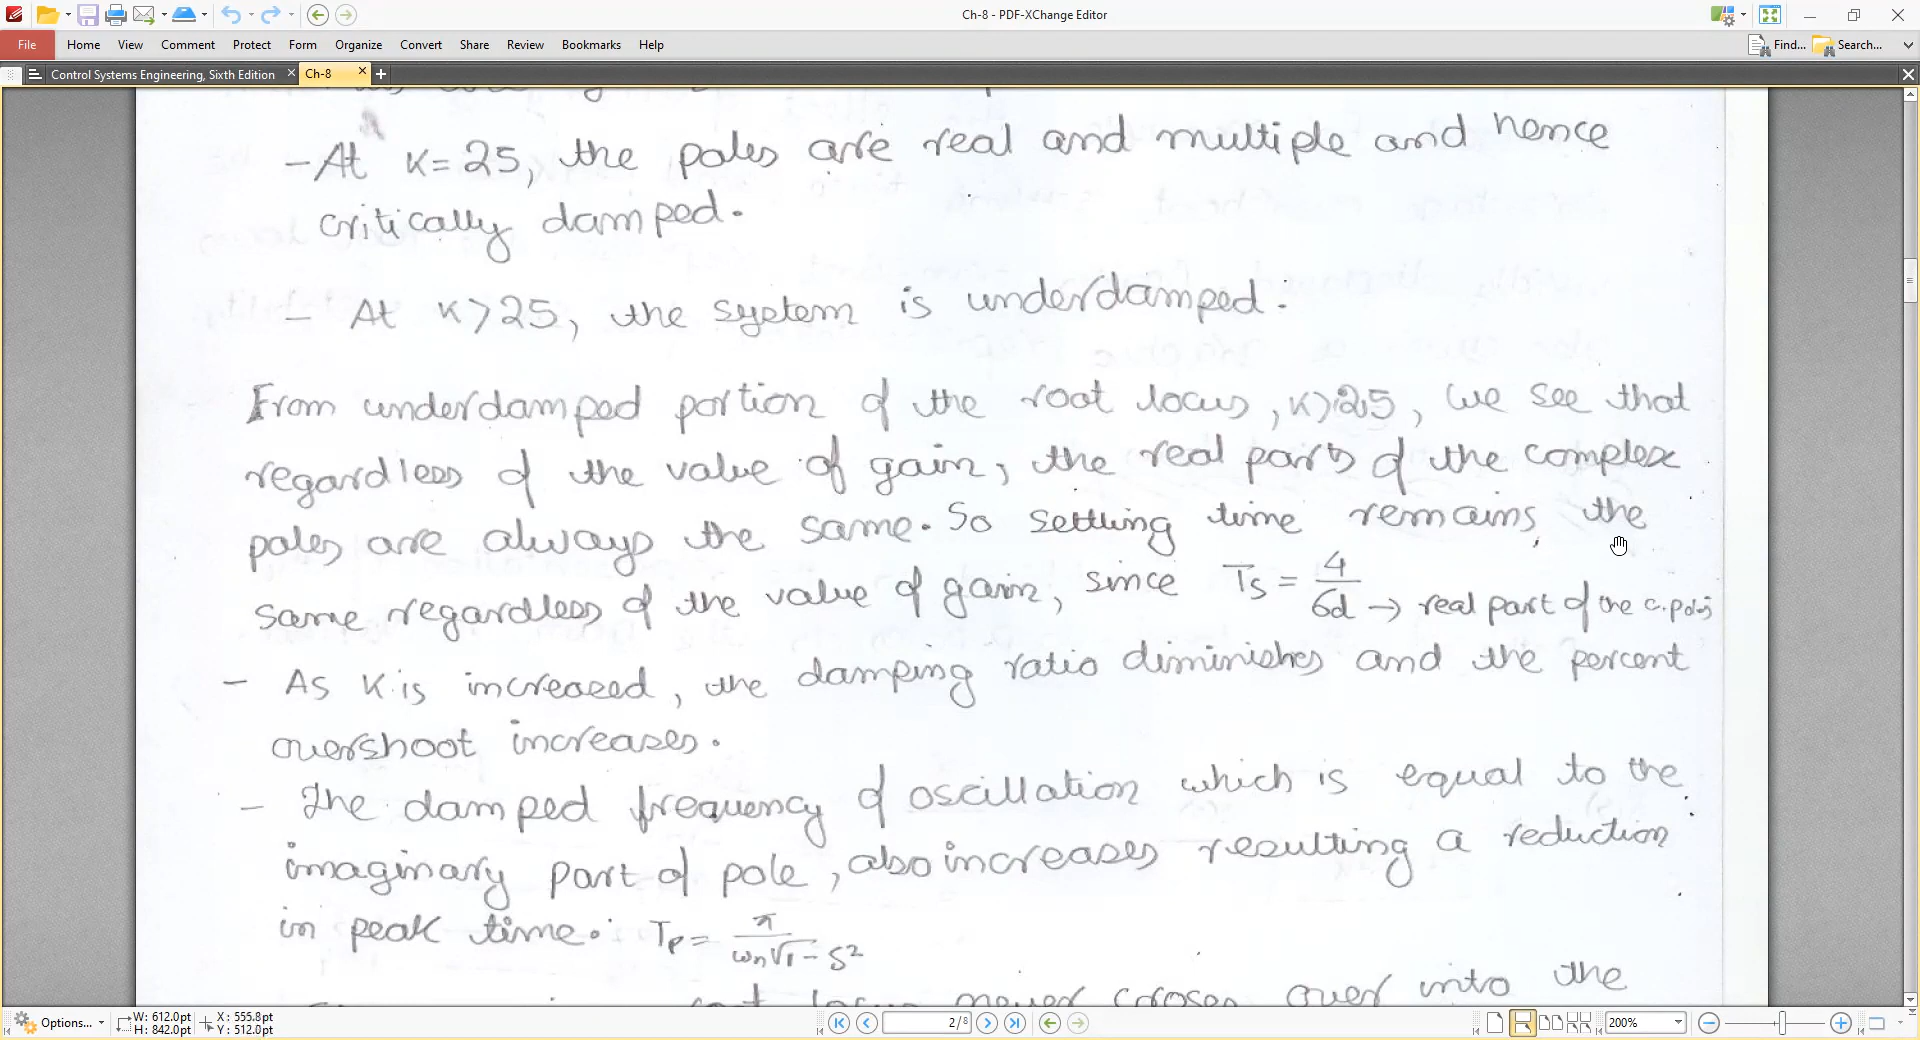 Ch-8 - PDF-XChange Editor
File Home View Comment Protect Form Organize Convert Share Review Bookmarks Help Find... Search...
Control Systems Engineering, Sixth Edition Ch-8
- At K = 25, the poles are real and multiple and hence
critically damped.
- At K > 25, the system is underdamped.
From underdamped portion of the root locus, K > 25, we see that
regardless of the value of gain, the real parts of the complex
poles are always the same. So settling time remains the
same regardless of the value of gain, since Ts = 4/σd → real part of the c. poles
- As K is increased, the damping ratio diminishes and the percent
overshoot increases.
- The damped frequency of oscillation which is equal to the
imaginary part of pole, also increases resulting a reduction
in peak time. Tp = π/ωn√1-ζ²
root locus never crosses over into the
Options... W: 612.0pt H: 842.0pt X: 555.8pt Y: 512.0pt 2/8 200%